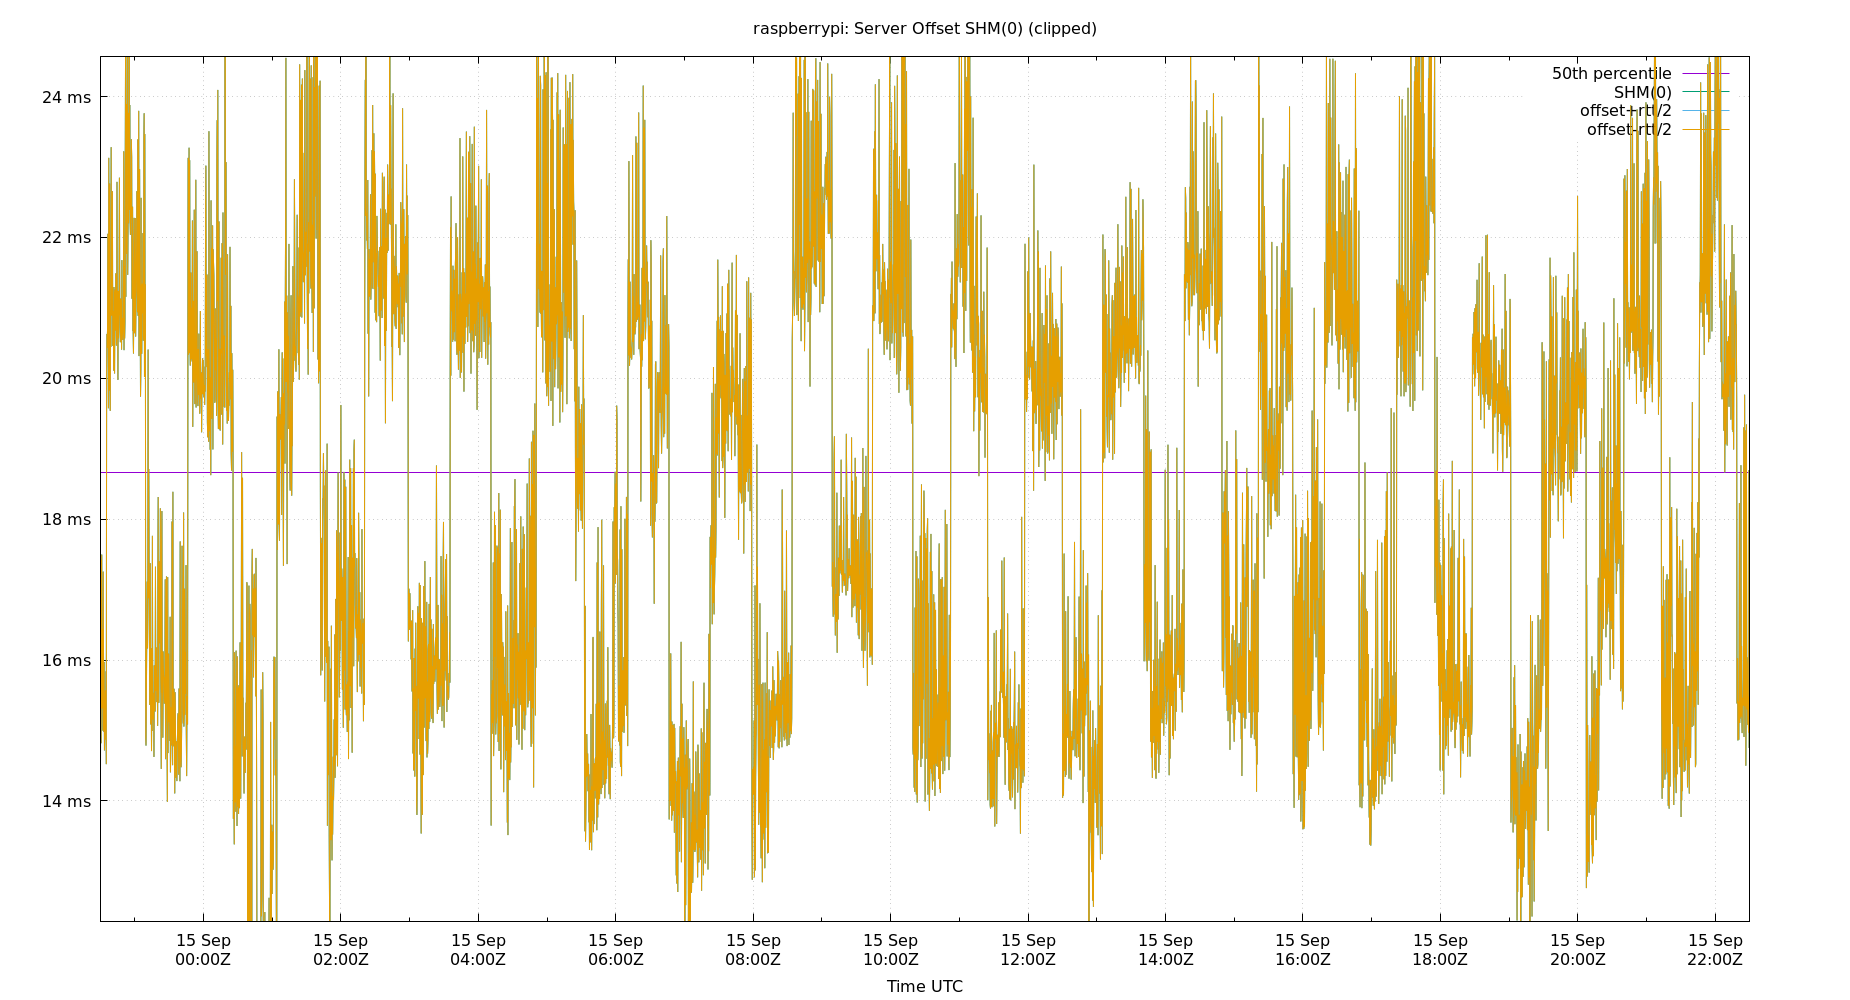 raspberrypi: Server Offset SHM(0) (clipped)
50th percentile
SHM(0)
offset+rtt/2
offset-rtt/2
24 ms
22 ms
20 ms
18 ms
16 ms
14 ms
15 Sep 15 Sep 15 Sep 15 Sep 15 Sep 15 Sep 15 Sep 15 Sep 15 Sep 15 Sep 15 Sep 15 Sep
00:00Z 02:00Z 04:00Z 06:00Z 08:00Z 10:00Z 12:00Z 14:00Z 16:00Z 18:00Z 20:00Z 22:00Z
Time UTC